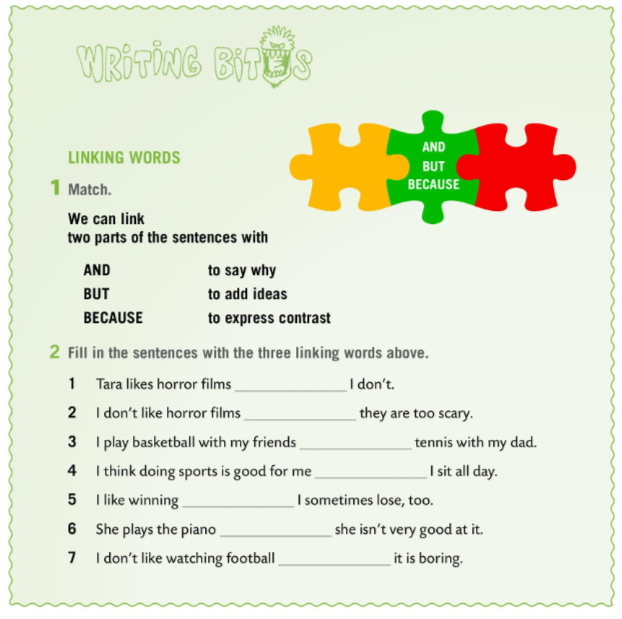 WRITING BITES
AND
BUT
BECAUSE
LINKING WORDS
1 Match.
We can link
two parts of the sentences with
AND to say why
BUT to add ideas
BECAUSE to express contrast
2 Fill in the sentences with the three linking words above.
1 Tara likes horror films ______________ I don't.
2 I don't like horror films ______________ they are too scary.
3 I play basketball with my friends ______________ tennis with my dad.
4 I think doing sports is good for me ______________ I sit all day.
5 I like winning ______________ I sometimes lose, too.
6 She plays the piano ______________ she isn't very good at it.
7 I don't like watching football ______________ it is boring.